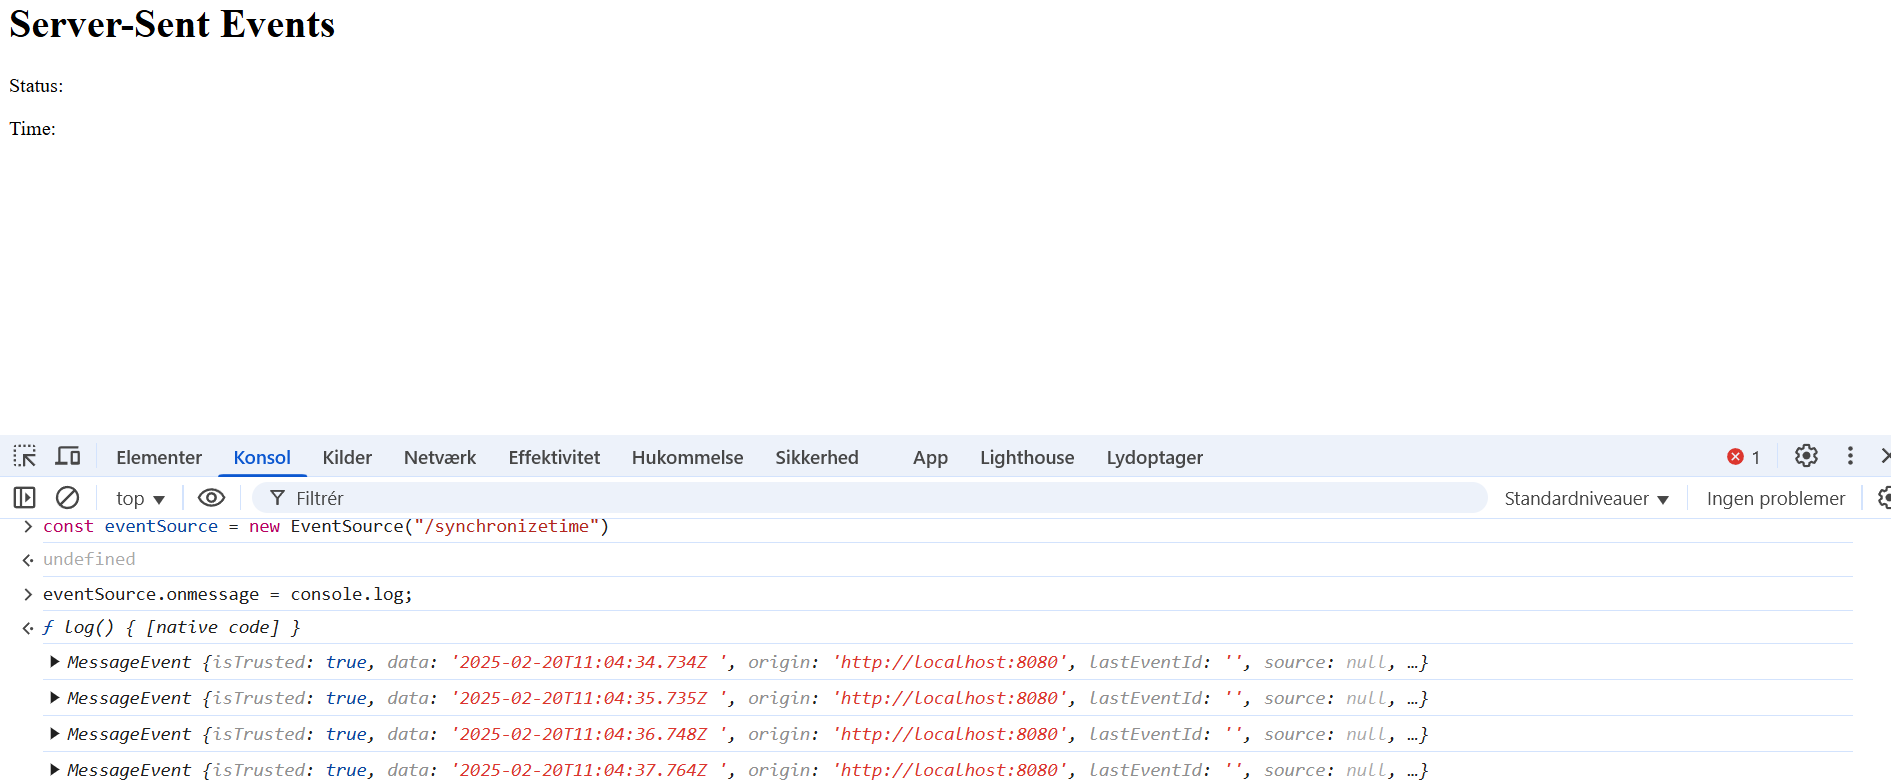 Server-Sent Events
Status:
Time:
Elementer Konsol Kilder Netværk Effektivitet Hukommelse Sikkerhed App Lighthouse Lydoptager 1
top Filtrér Standardniveauer Ingen problemer
const eventSource = new EventSource("/synchronizetime")
undefined
eventSource.onmessage = console.log;
ƒ log() { [native code] }
MessageEvent {isTrusted: true, data: '2025-02-20T11:04:34.734Z ', origin: 'http://localhost:8080', lastEventId: '', source: null, …}
MessageEvent {isTrusted: true, data: '2025-02-20T11:04:35.735Z ', origin: 'http://localhost:8080', lastEventId: '', source: null, …}
MessageEvent {isTrusted: true, data: '2025-02-20T11:04:36.748Z ', origin: 'http://localhost:8080', lastEventId: '', source: null, …}
MessageEvent {isTrusted: true, data: '2025-02-20T11:04:37.764Z ', origin: 'http://localhost:8080', lastEventId: '', source: null, …}